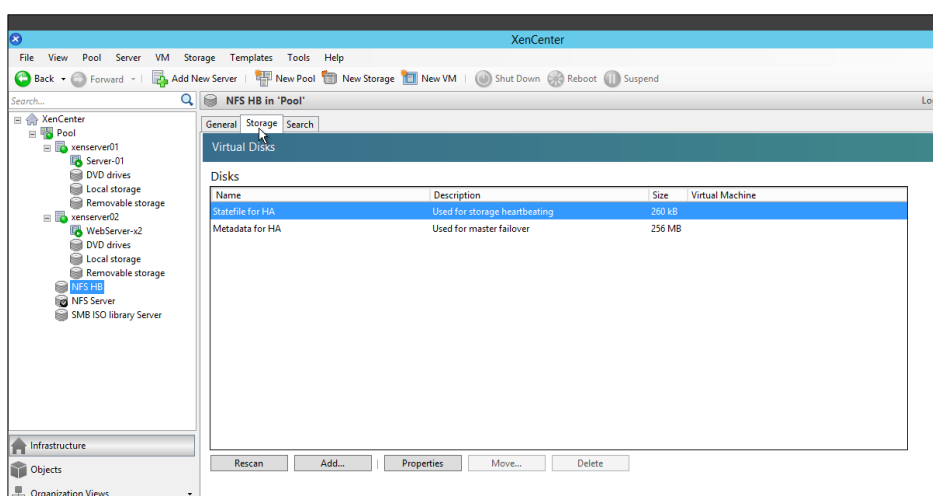 XenCenter
File View Pool Server VM Storage Templates Tools Help
Back Forward Add New Server New Pool New Storage New VM Shut Down Reboot Suspend
Search...
NFS HB in 'Pool'
XenCenter
Pool
xenserver01
Server-01
DVD drives
Local storage
Removable storage
xenserver02
WebServer-x2
DVD drives
Local storage
Removable storage
NFS HB
NFS Server
SMB ISO library Server
Infrastructure
Objects
Organization Views
General Storage Search
Virtual Disks
Disks
Name Description Size Virtual Machine
Statefile for HA Used for storage heartbeating 260 kB
Metadata for HA Used for master failover 256 MB
Rescan Add... Properties Move... Delete